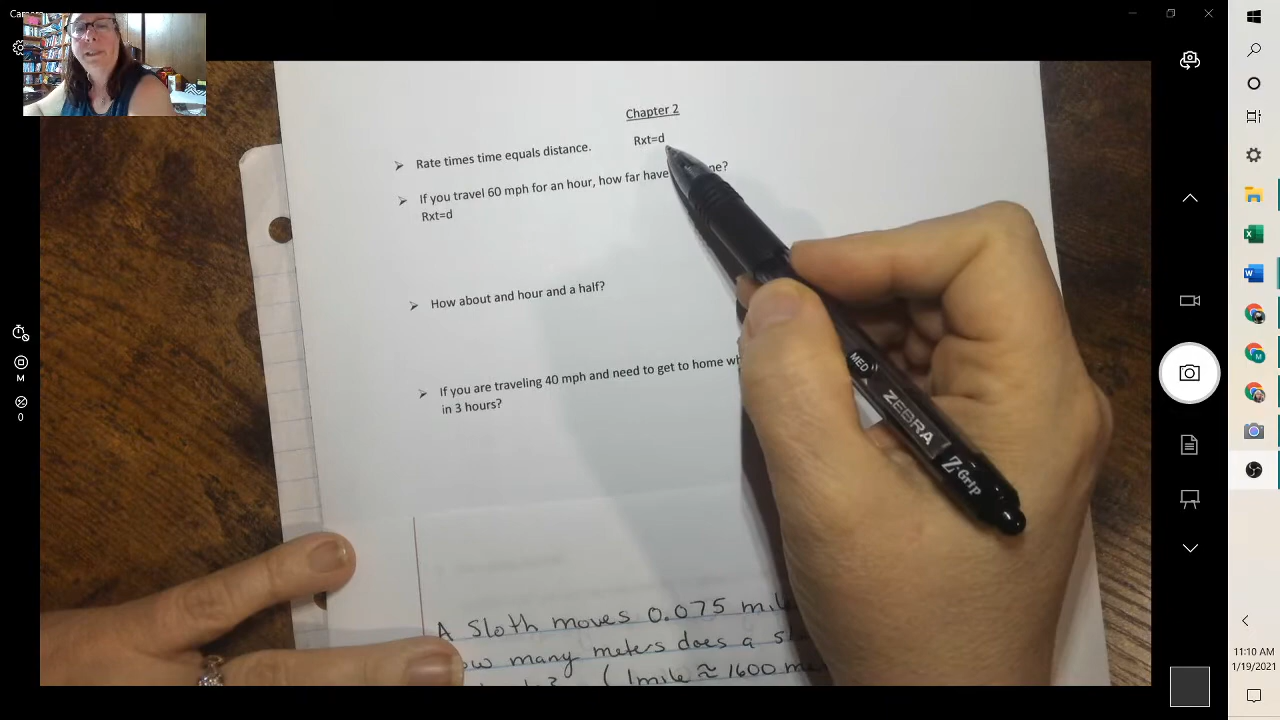 Camera
Chapter 2
Rate times time equals distance. Rxt=d
If you travel 60 mph for an hour, how far have
Rxt=d
How about and hour and a half?
If you are traveling 40 mph and need to get to home
in 3 hours?
A Sloth moves 0.075
many meters does a
(1mile ≈ 1600
MED
ZEBRA
Z-Grip
M
0
11:10 AM
1/19/2021